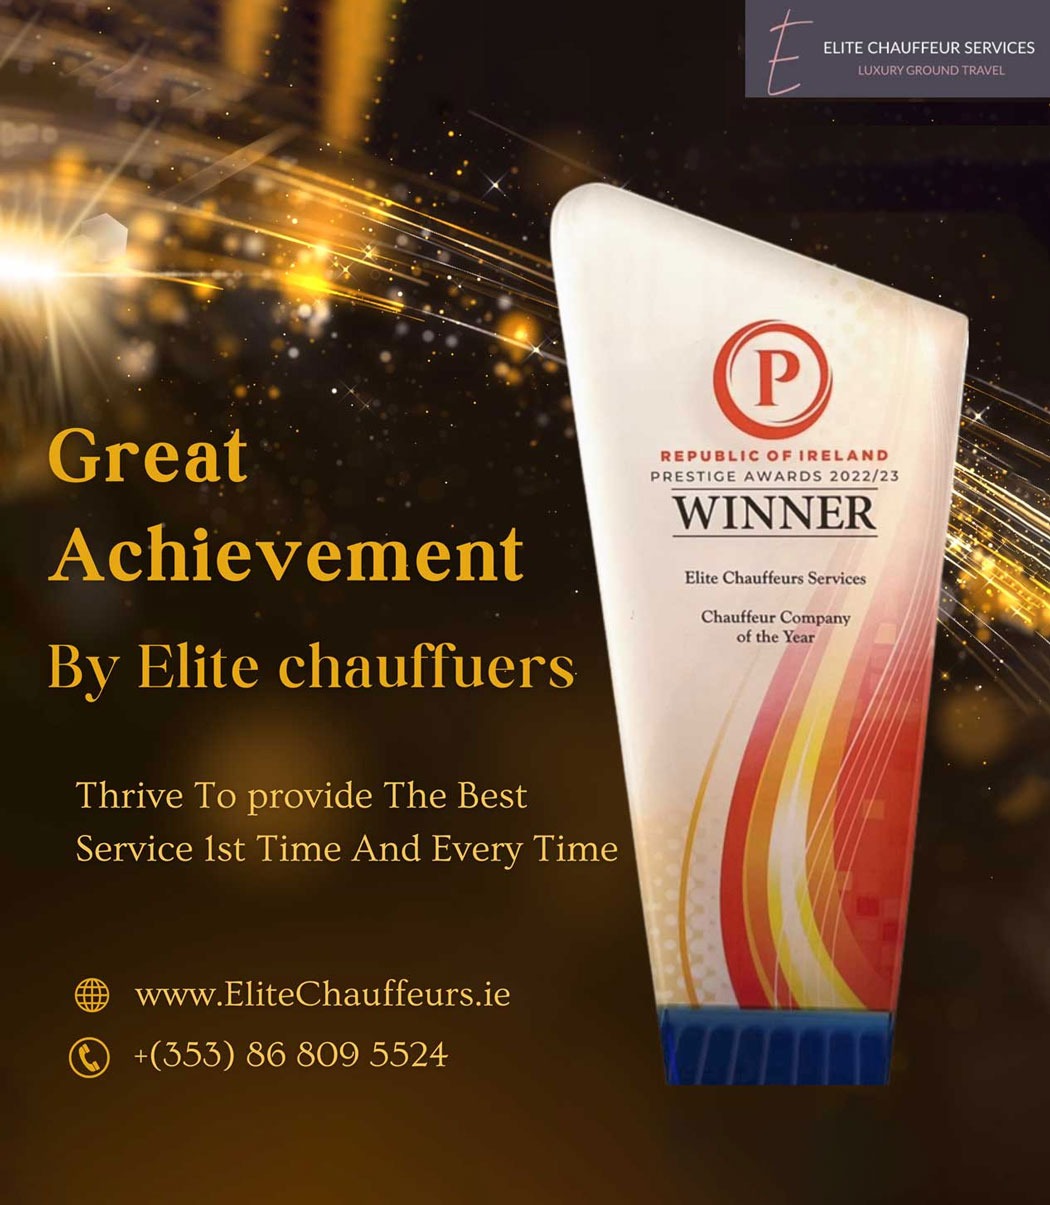 E
ELITE CHAUFFEUR SERVICES
LUXURY GROUND TRAVEL
P
REPUBLIC OF IRELAND
PRESTIGE AWARDS 2022/23
WINNER
Elite Chauffeurs Services
Chauffeur Company
of the Year
Great
Achievement
By Elite chauffuers
Thrive To provide The Best
Service 1st Time And Every Time
www.EliteChauffeurs.ie
+(353) 86 809 5524